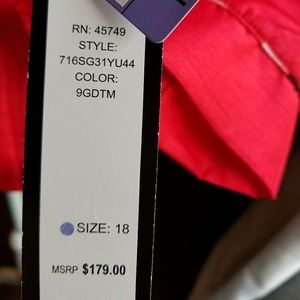 RN: 45749
STYLE:
716SG31YU44
COLOR:
9GDTM
SIZE: 18
MSRP $179.00